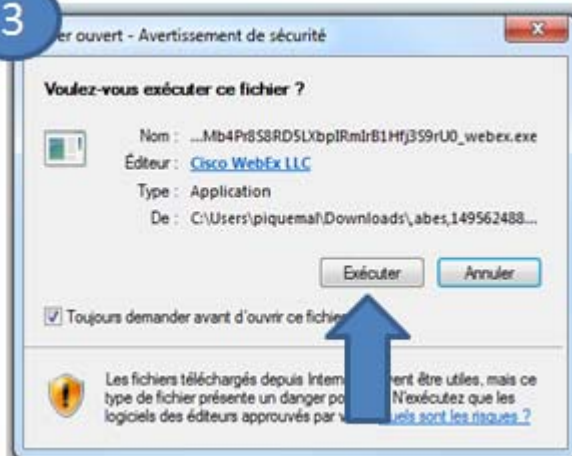 3
er ouvert - Avertissement de sécurité
Voulez-vous exécuter ce fichier ?
Nom : ...Mb4Pr8S8RD5LXbpIRmIrB1Hfj3S9rU0_webex.exe
Éditeur : Cisco WebEx LLC
Type : Application
De : C:\Users\piquemal\Downloads\,abes,149562488...
Exécuter Annuler
Toujours demander avant d'ouvrir ce fichie
Les fichiers téléchargés depuis Intern vent être utiles, mais ce
type de fichier présente un danger po N'exécutez que les
logiciels des éditeurs approuvés par v uels sont les risques ?